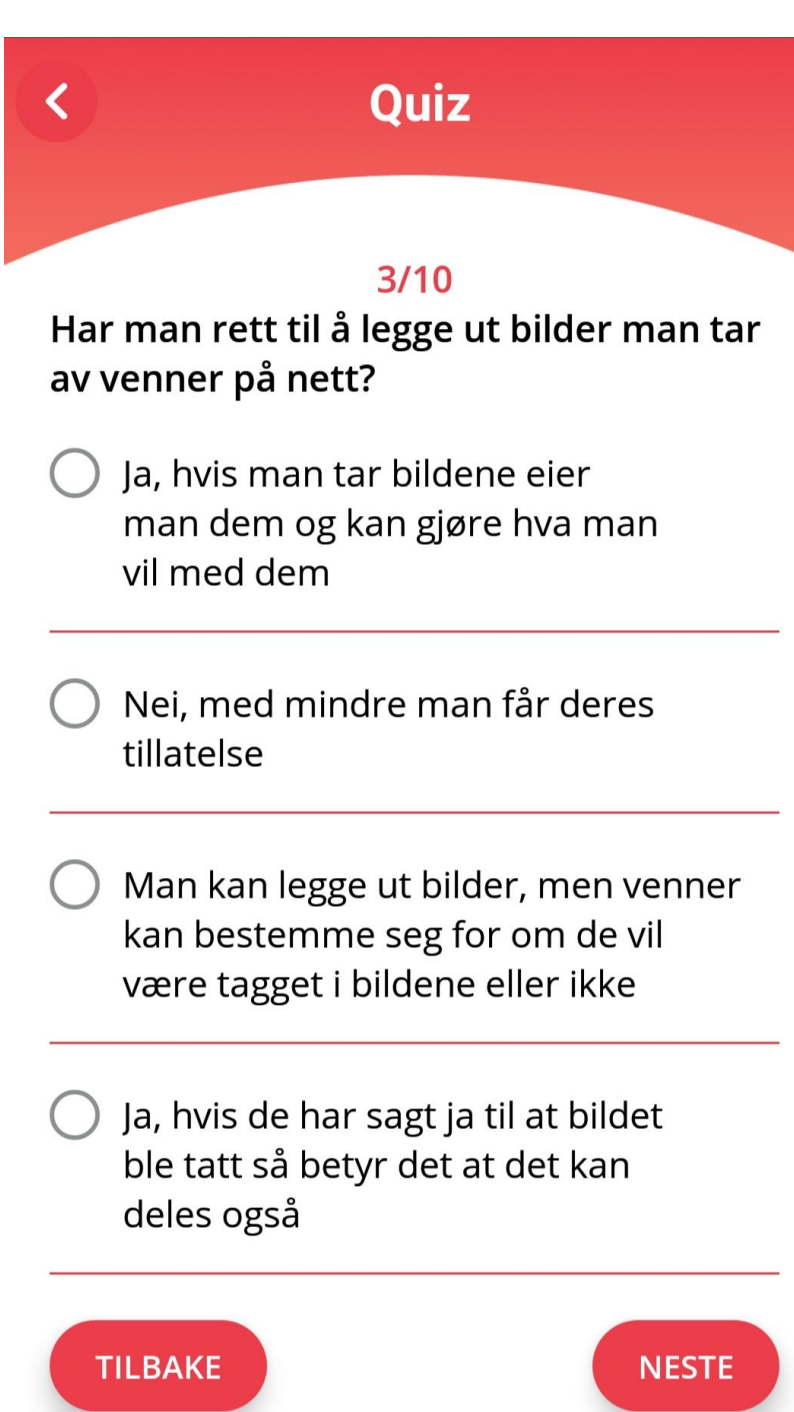 Quiz
3/10
Har man rett til å legge ut bilder man tar
av venner på nett?
Ja, hvis man tar bildene eier
man dem og kan gjøre hva man
vil med dem
Nei, med mindre man får deres
tillatelse
Man kan legge ut bilder, men venner
kan bestemme seg for om de vil
være tagget i bildene eller ikke
Ja, hvis de har sagt ja til at bildet
ble tatt så betyr det at det kan
deles også
TILBAKE
NESTE